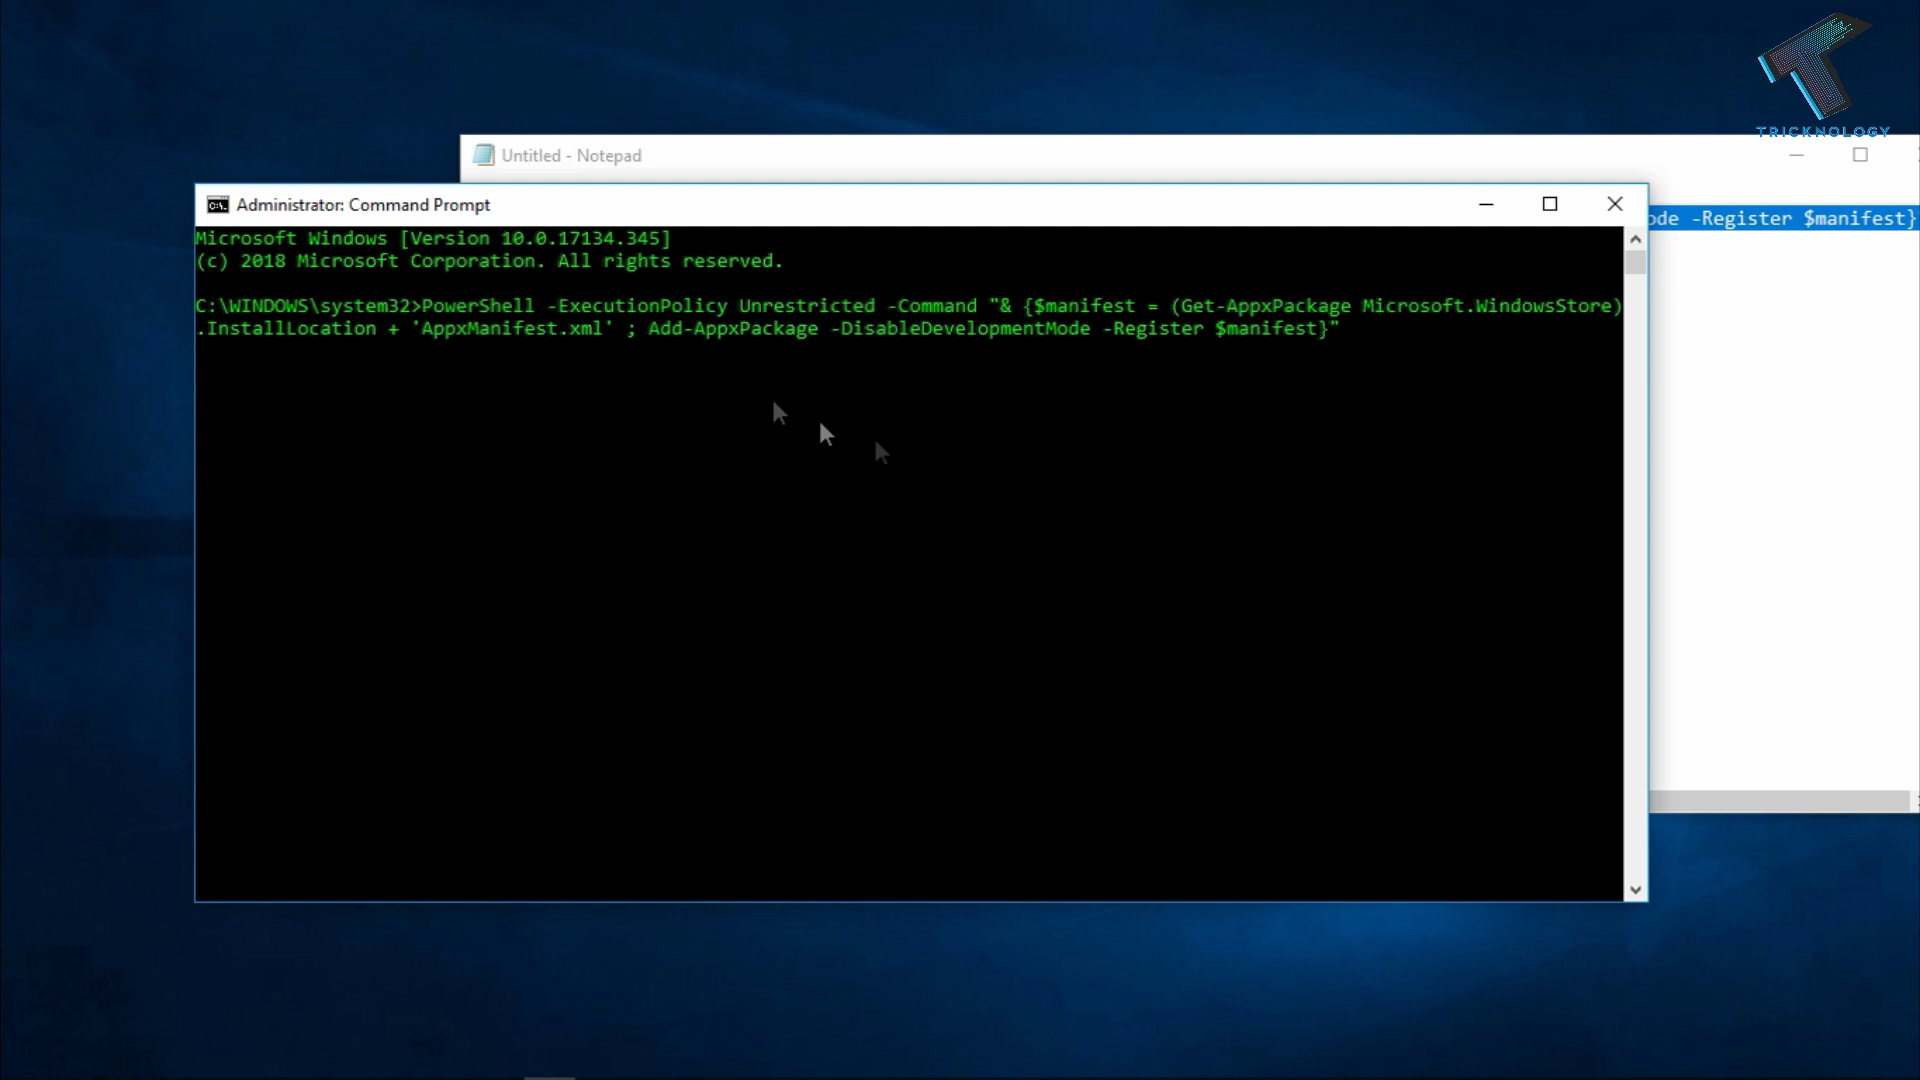 TRICKNOLOGY
Untitled - Notepad
ode -Register $manifest}
Administrator: Command Prompt
Microsoft Windows [Version 10.0.17134.345]
(c) 2018 Microsoft Corporation. All rights reserved.
C:\WINDOWS\system32>PowerShell -ExecutionPolicy Unrestricted -Command "& {$manifest = (Get-AppxPackage Microsoft.WindowsStore)
.InstallLocation + 'AppxManifest.xml' ; Add-AppxPackage -DisableDevelopmentMode -Register $manifest}"